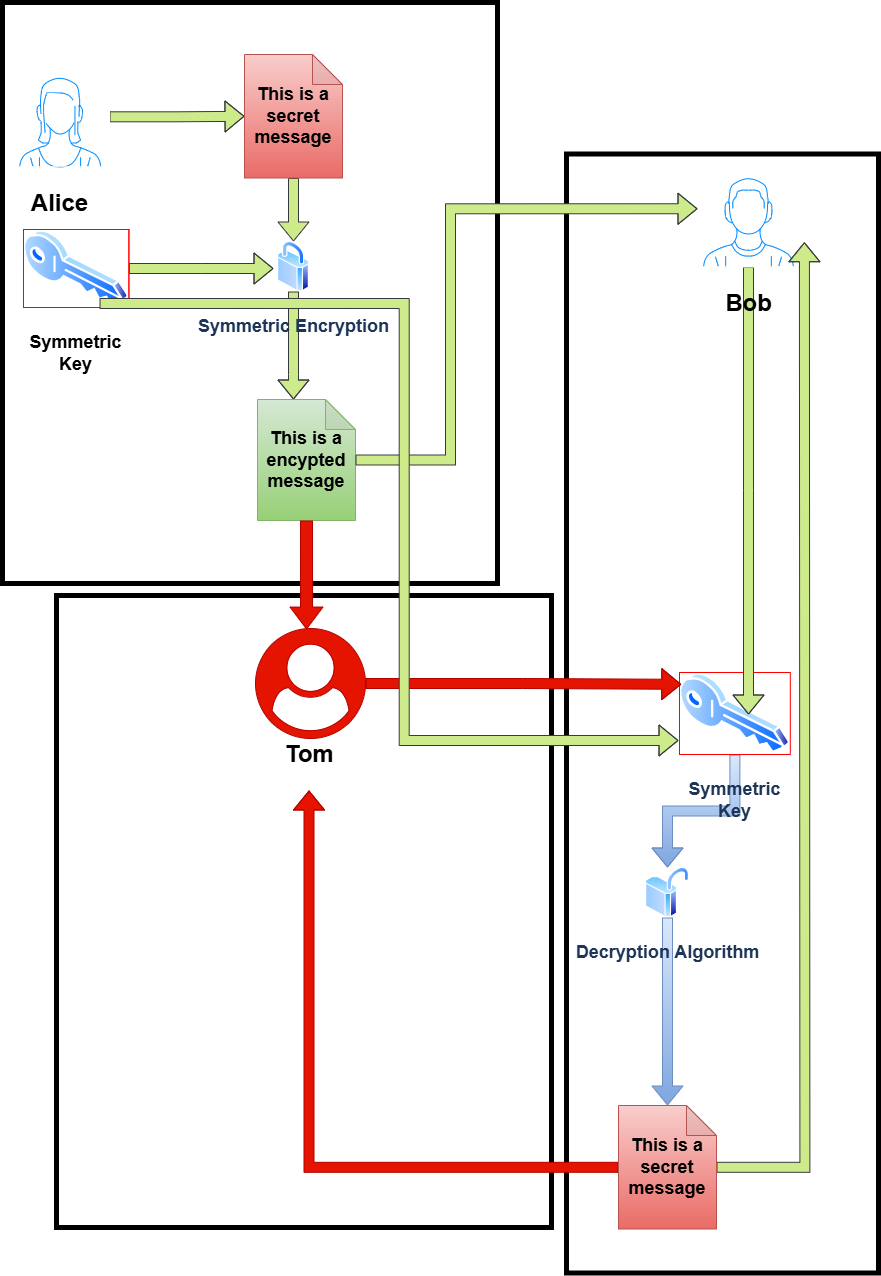 This is a
secret
message
Alice
Symmetric
Key
Symmetric Encryption
This is a
encypted
message
Bob
Tom
Symmetric
Key
Decryption Algorithm
This is a
secret
message